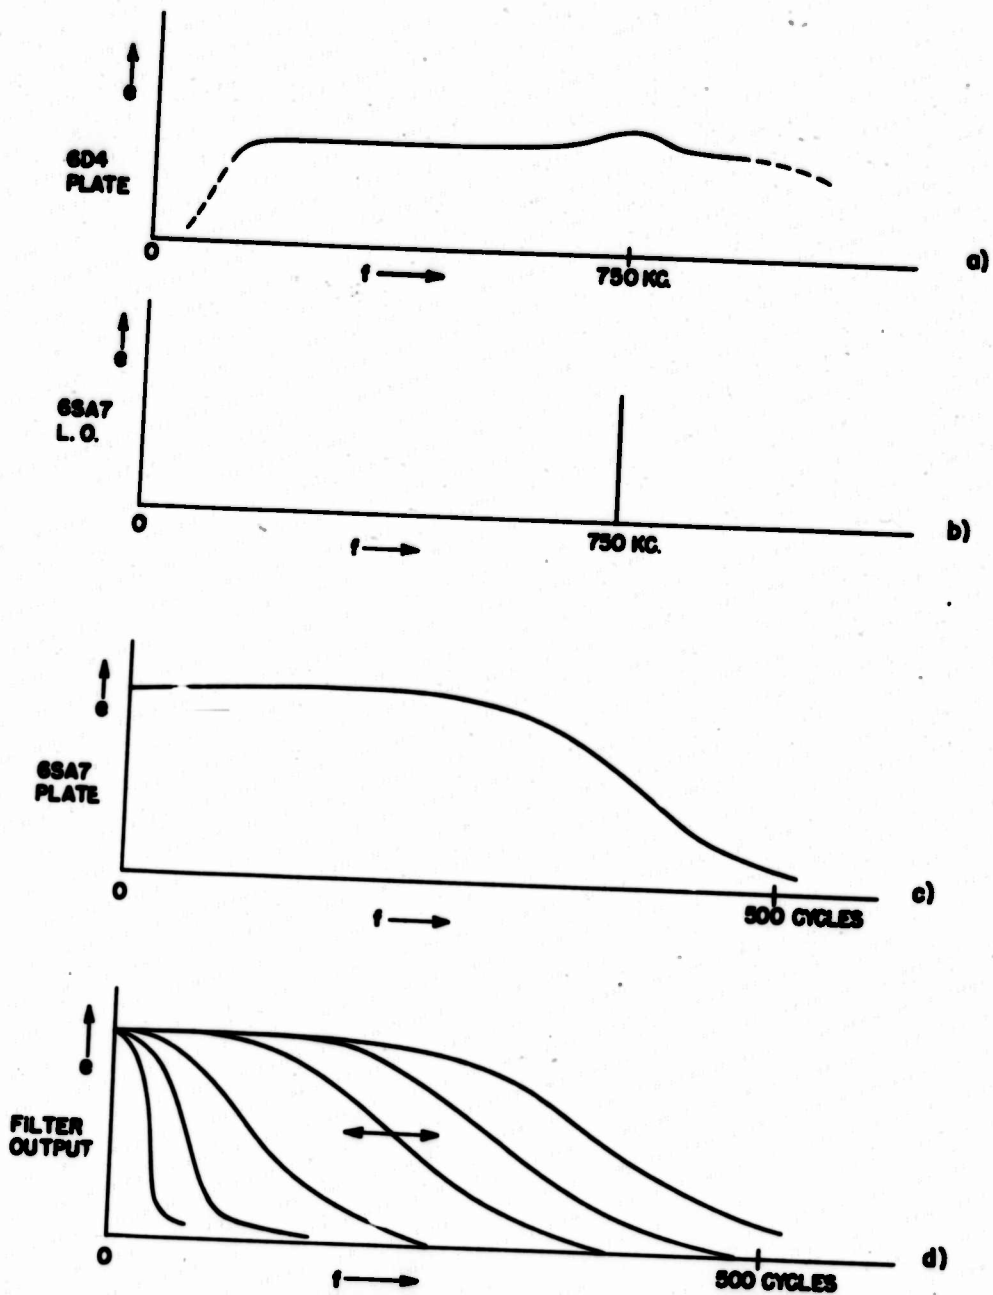 e
6D4
PLATE
0
f
750 KC.
a)
e
6SA7
L. O.
0
f
750 KC.
b)
e
6SA7
PLATE
0
f
500 CYCLES
c)
e
FILTER
OUTPUT
0
f
500 CYCLES
d)